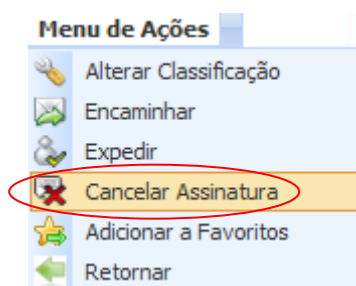 Menu de Ações
Alterar Classificação
Encaminhar
Expedir
Cancelar Assinatura
Adicionar a Favoritos
Retornar